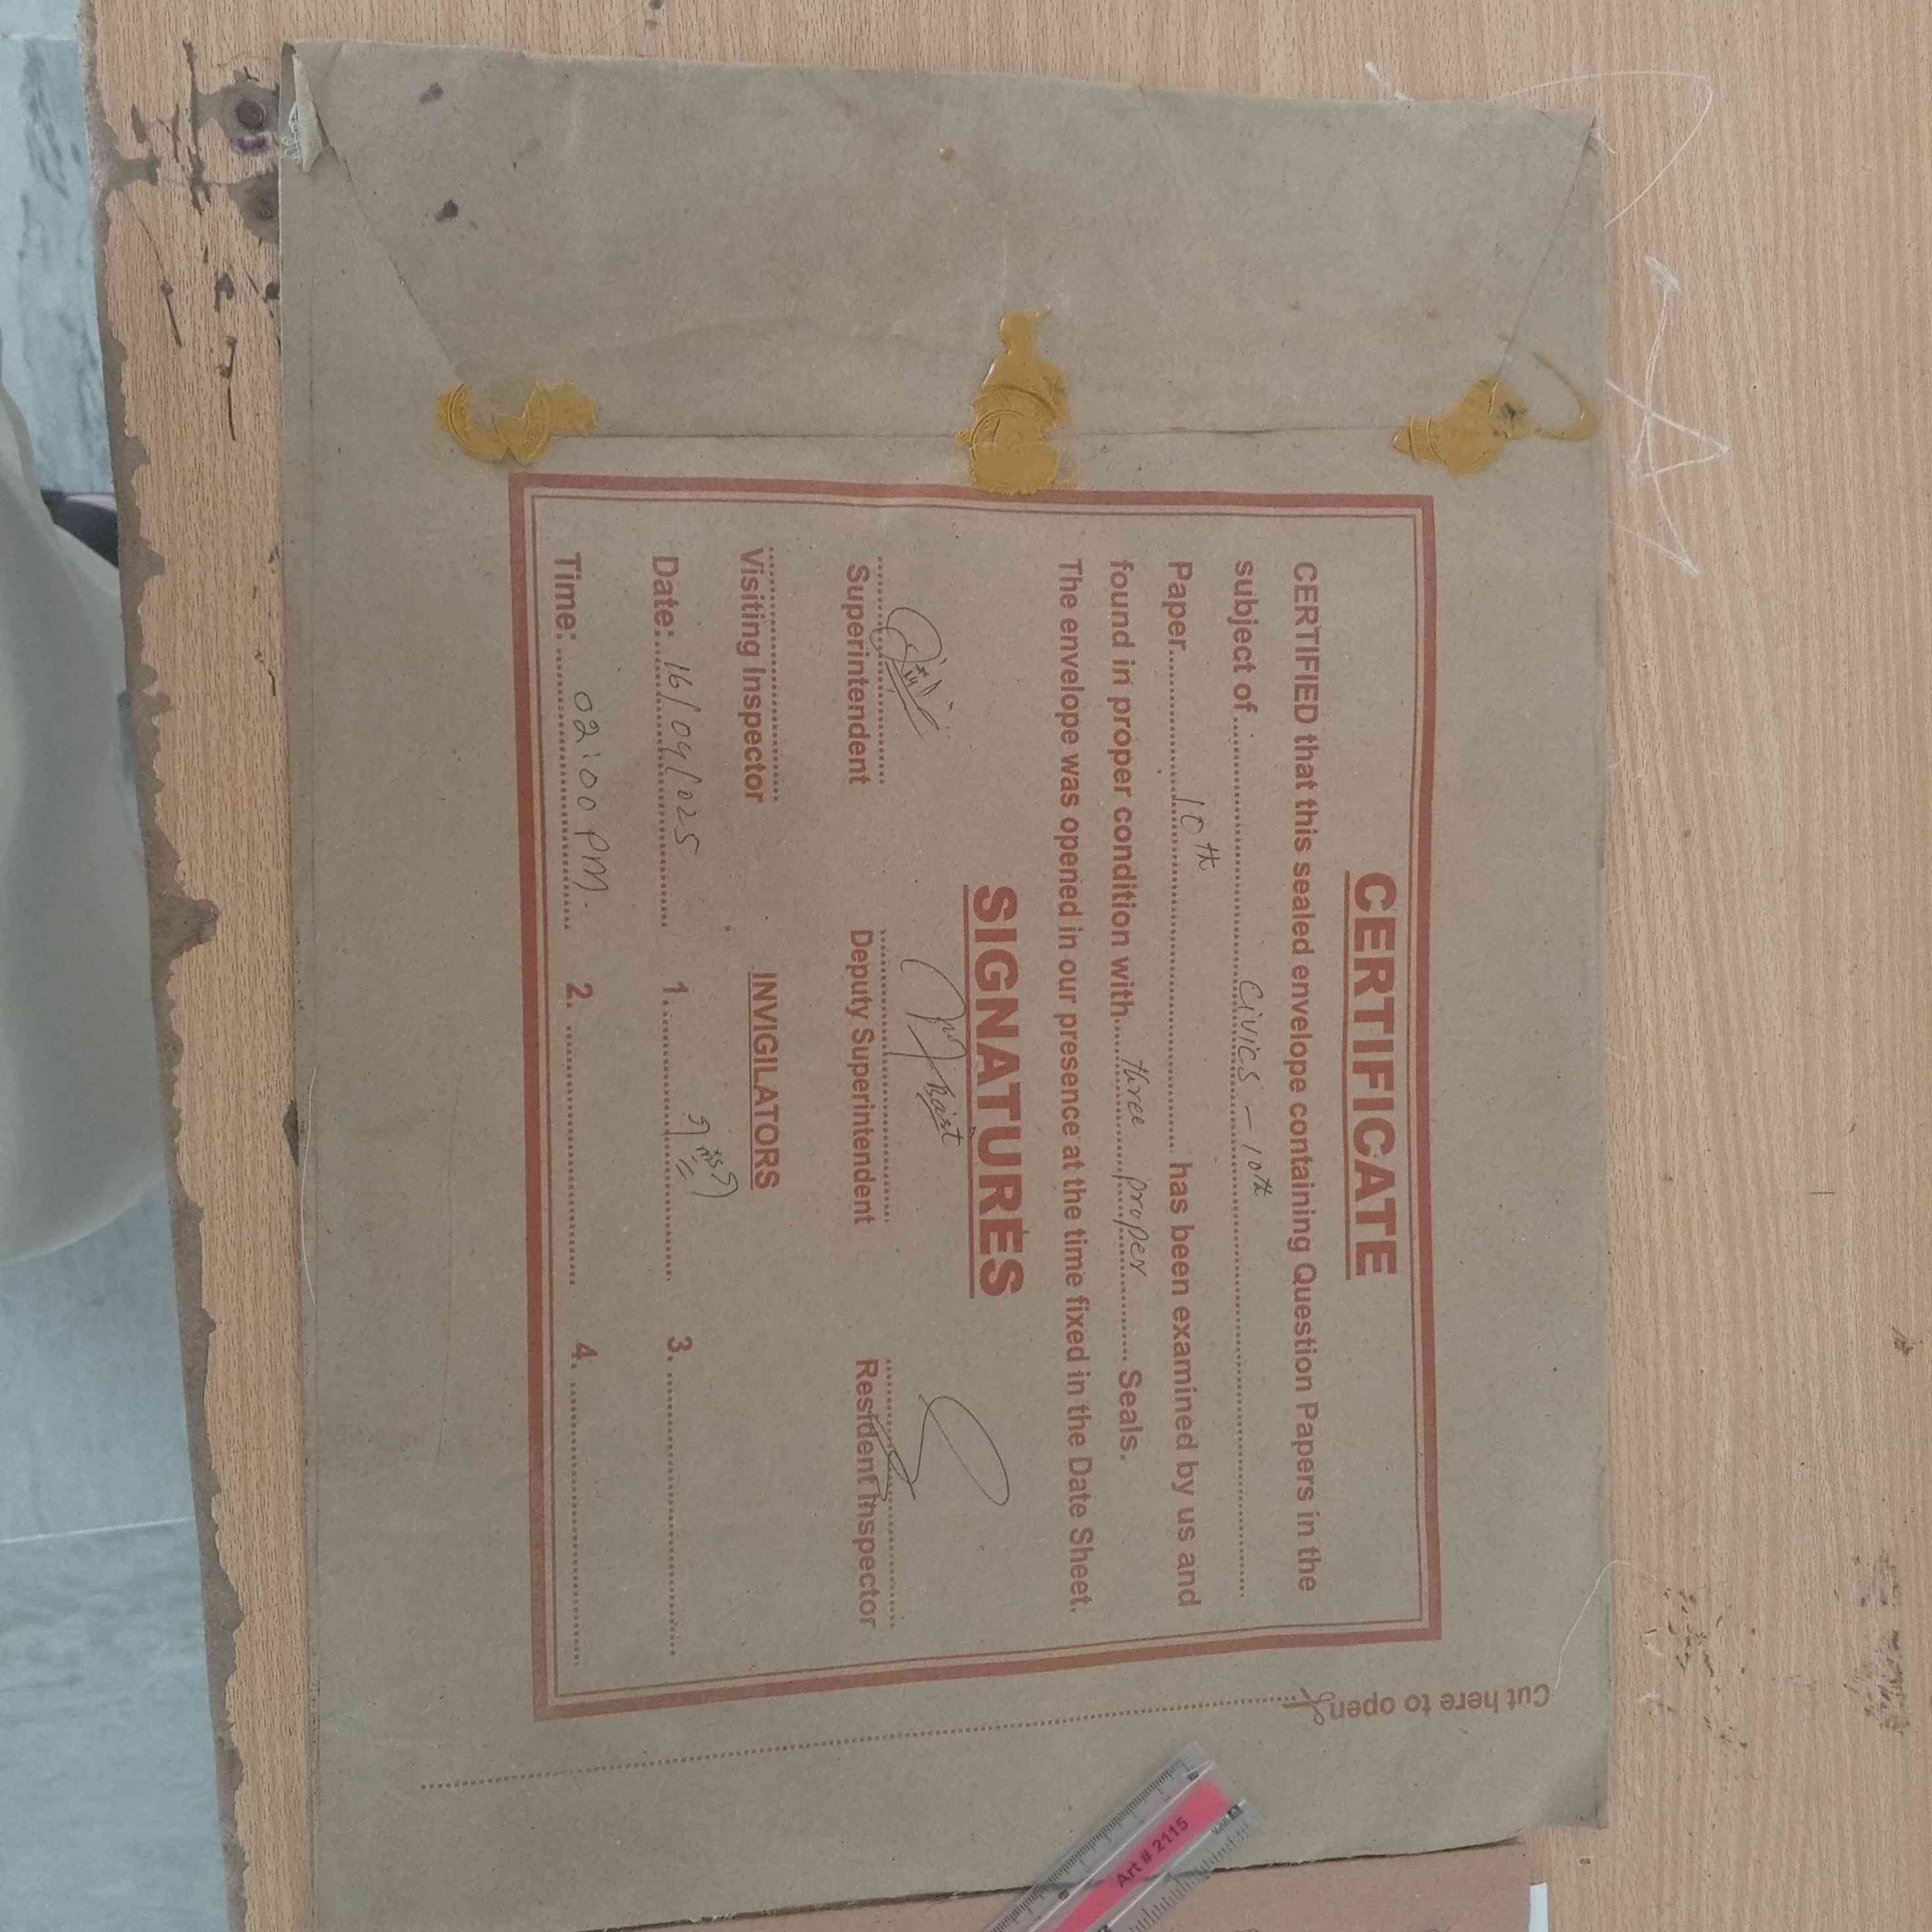 CERTIFICATE
CERTIFIED that this sealed envelope containing Question Papers in the
subject of Civics - 10th
Paper 10th has been examined by us and
found in proper condition with three proper Seals.
The envelope was opened in our presence at the time fixed in the Date Sheet.
SIGNATURES
Superintendent Deputy Superintendent Resident Inspector
Visiting Inspector INVIGILATORS
Date: 16/04/025 1. 3.
Time: 02:00 PM. 2. 4.
Cut here to open
Art # 2115